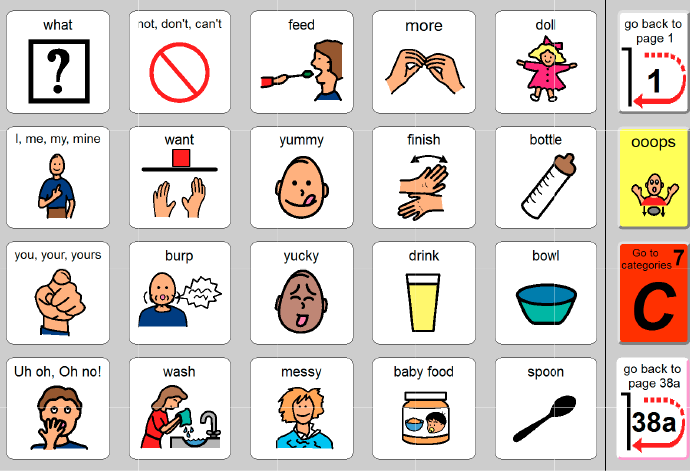 what
not, don't, can't
feed
more
doll
go back to
page 1
1
I, me, my, mine
want
yummy
finish
bottle
ooops
you, your, yours
burp
yucky
drink
bowl
Go to
categories 7
C
Uh oh, Oh no!
wash
messy
baby food
spoon
go back to
page 38a
38a